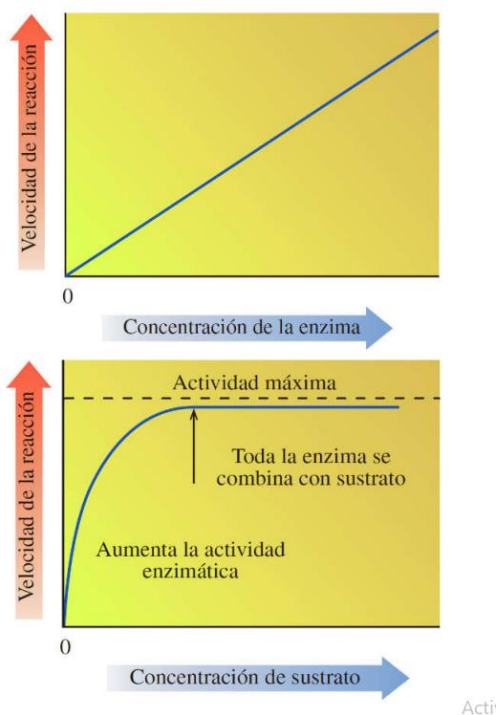 Velocidad de la reacción
0
Concentración de la enzima
Velocidad de la reacción
Actividad máxima
Toda la enzima se
combina con sustrato
Aumenta la actividad
enzimática
0
Concentración de sustrato
Activ